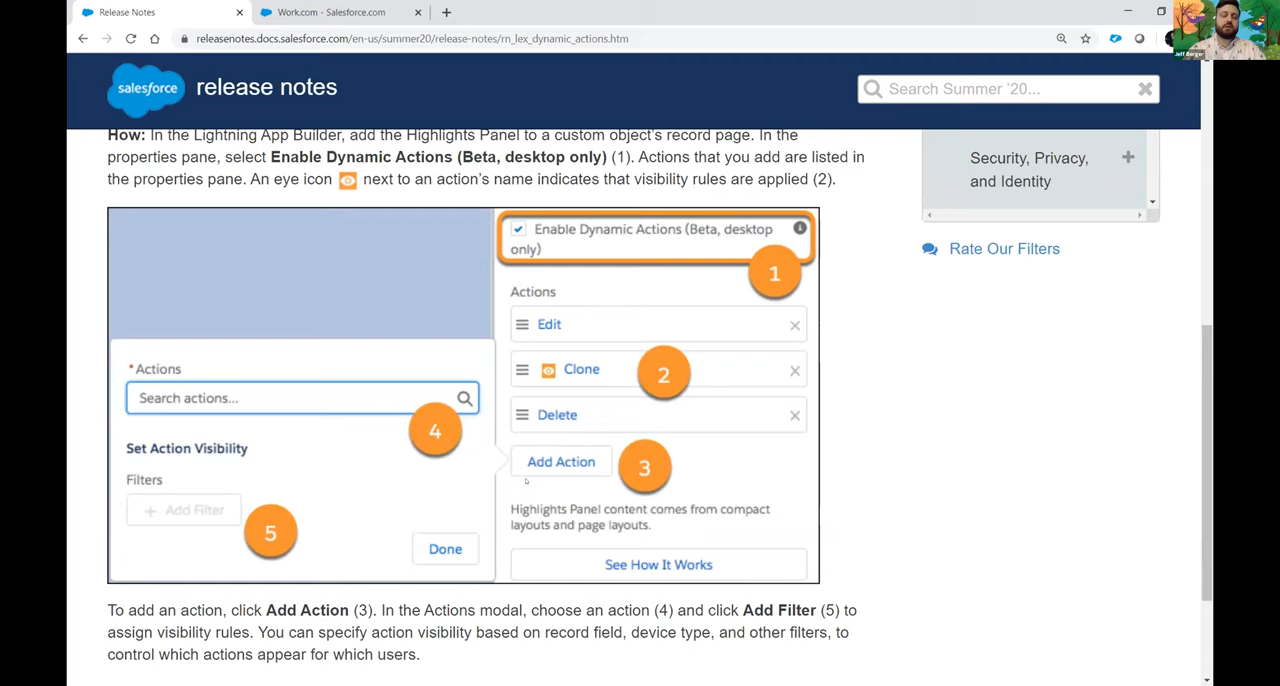 Release Notes
Work.com - Salesforce.com
releasenotes.docs.salesforce.com/en-us/summer20/release-notes/rn_lex_dynamic_actions.htm
Jeff Berger
salesforce
release notes
Search Summer '20...
How: In the Lightning App Builder, add the Highlights Panel to a custom object's record page. In the
properties pane, select Enable Dynamic Actions (Beta, desktop only) (1). Actions that you add are listed in
the properties pane. An eye icon next to an action's name indicates that visibility rules are applied (2).
Security, Privacy,
and Identity
Rate Our Filters
Enable Dynamic Actions (Beta, desktop
only)
1
Actions
Edit
Clone
2
Delete
Add Action
3
Highlights Panel content comes from compact
layouts and page layouts.
See How It Works
*Actions
Search actions...
4
Set Action Visibility
Filters
+ Add Filter
5
Done
To add an action, click Add Action (3). In the Actions modal, choose an action (4) and click Add Filter (5) to
assign visibility rules. You can specify action visibility based on record field, device type, and other filters, to
control which actions appear for which users.